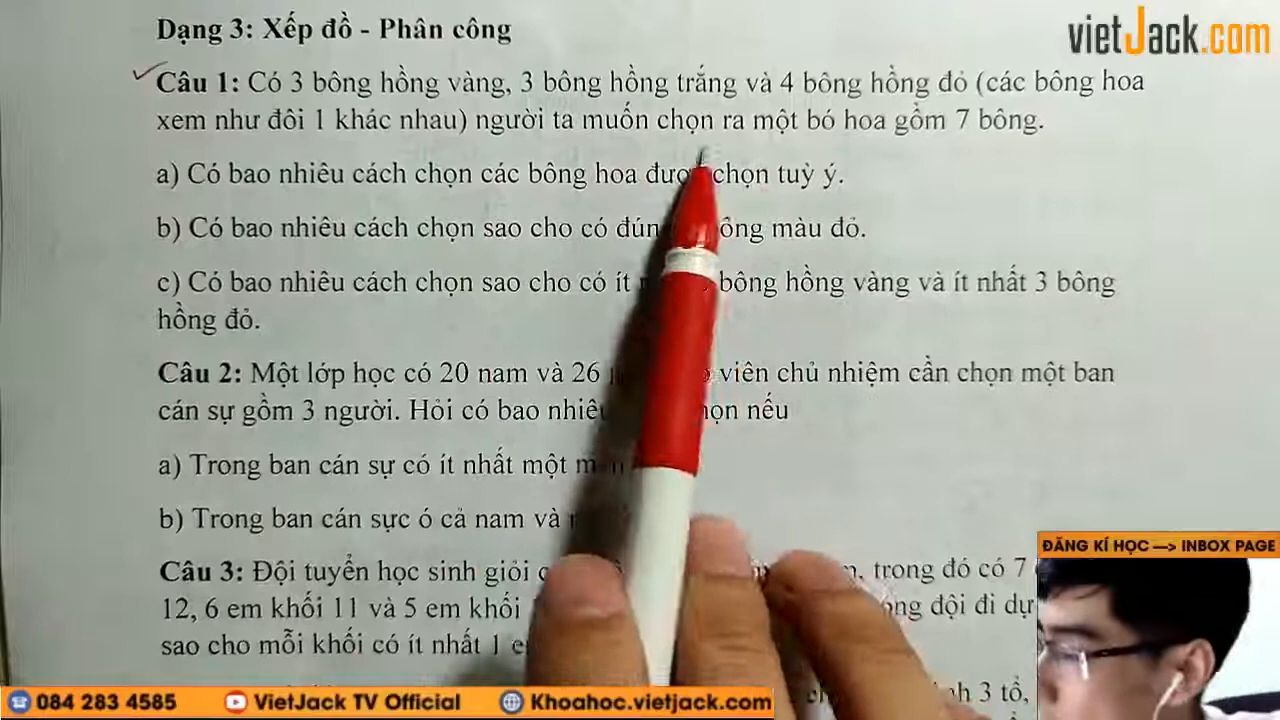 Dạng 3: Xếp đồ - Phân công
vietJack.com
Câu 1: Có 3 bông hồng vàng, 3 bông hồng trắng và 4 bông hồng đỏ (các bông hoa
xem như đôi 1 khác nhau) người ta muốn chọn ra một bó hoa gồm 7 bông.
a) Có bao nhiêu cách chọn các bông hoa được chọn tuỳ ý.
b) Có bao nhiêu cách chọn sao cho có đúng bông màu đỏ.
c) Có bao nhiêu cách chọn sao cho có ít bông hồng vàng và ít nhất 3 bông
hồng đỏ.
Câu 2: Một lớp học có 20 nam và 26 viên chủ nhiệm cần chọn một ban
cán sự gồm 3 người. Hỏi có bao nhiêu chọn nếu
a) Trong ban cán sự có ít nhất một
b) Trong ban cán sực ó cả nam và
ĐĂNG KÍ HỌC —> INBOX PAGE
Câu 3: Đội tuyển học sinh giỏi trong đó có 7
12, 6 em khối 11 và 5 em khối đội đi dự
sao cho mỗi khối có ít nhất 1
3 tổ,
084 283 4585
VietJack TV Official
Khoahoc.vietjack.com